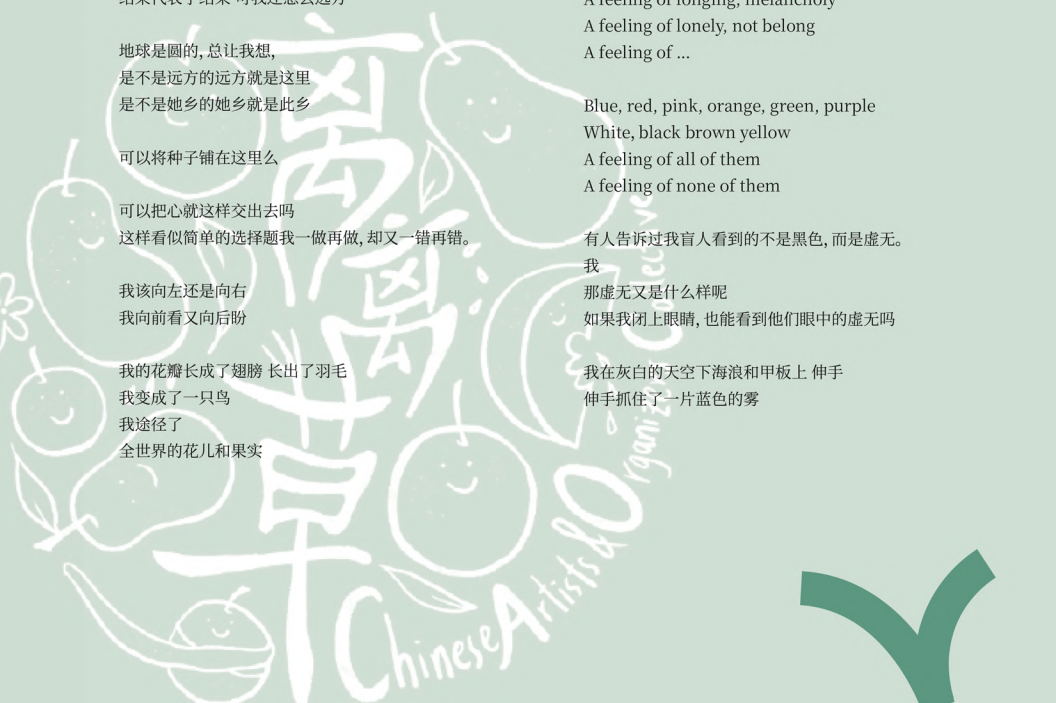 地球是圆的, 总让我想,
是不是远方的远方就是这里
是不是她乡的她乡就是此乡
可以将种子铺在这里么
可以把心就这样交出去吗
这样看似简单的选择题我一做再做, 却又一错再错。
我该向左还是向右
我向前看又向后盼
我的花瓣长成了翅膀 长出了羽毛
我变成了一只鸟
我途径了
全世界的花儿和果实
A feeling of longing, melancholy
A feeling of lonely, not belong
A feeling of ...
Blue, red, pink, orange, green, purple
White, black brown yellow
A feeling of all of them
A feeling of none of them
有人告诉过我盲人看到的不是黑色, 而是虚无。
我
那虚无又是什么样呢
如果我闭上眼睛, 也能看到他们眼中的虚无吗
我在灰白的天空下海浪和甲板上 伸手
伸手抓住了一片蓝色的雾
离离草
Chinese Artists & Organizing Collective